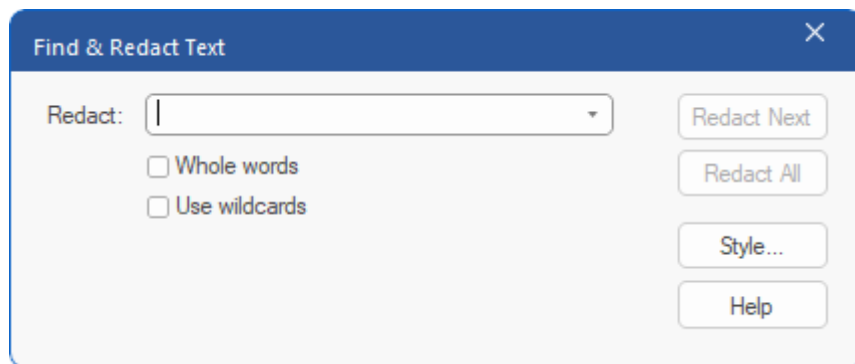 Find & Redact Text
Redact:
Redact Next
Whole words
Redact All
Use wildcards
Style...
Help